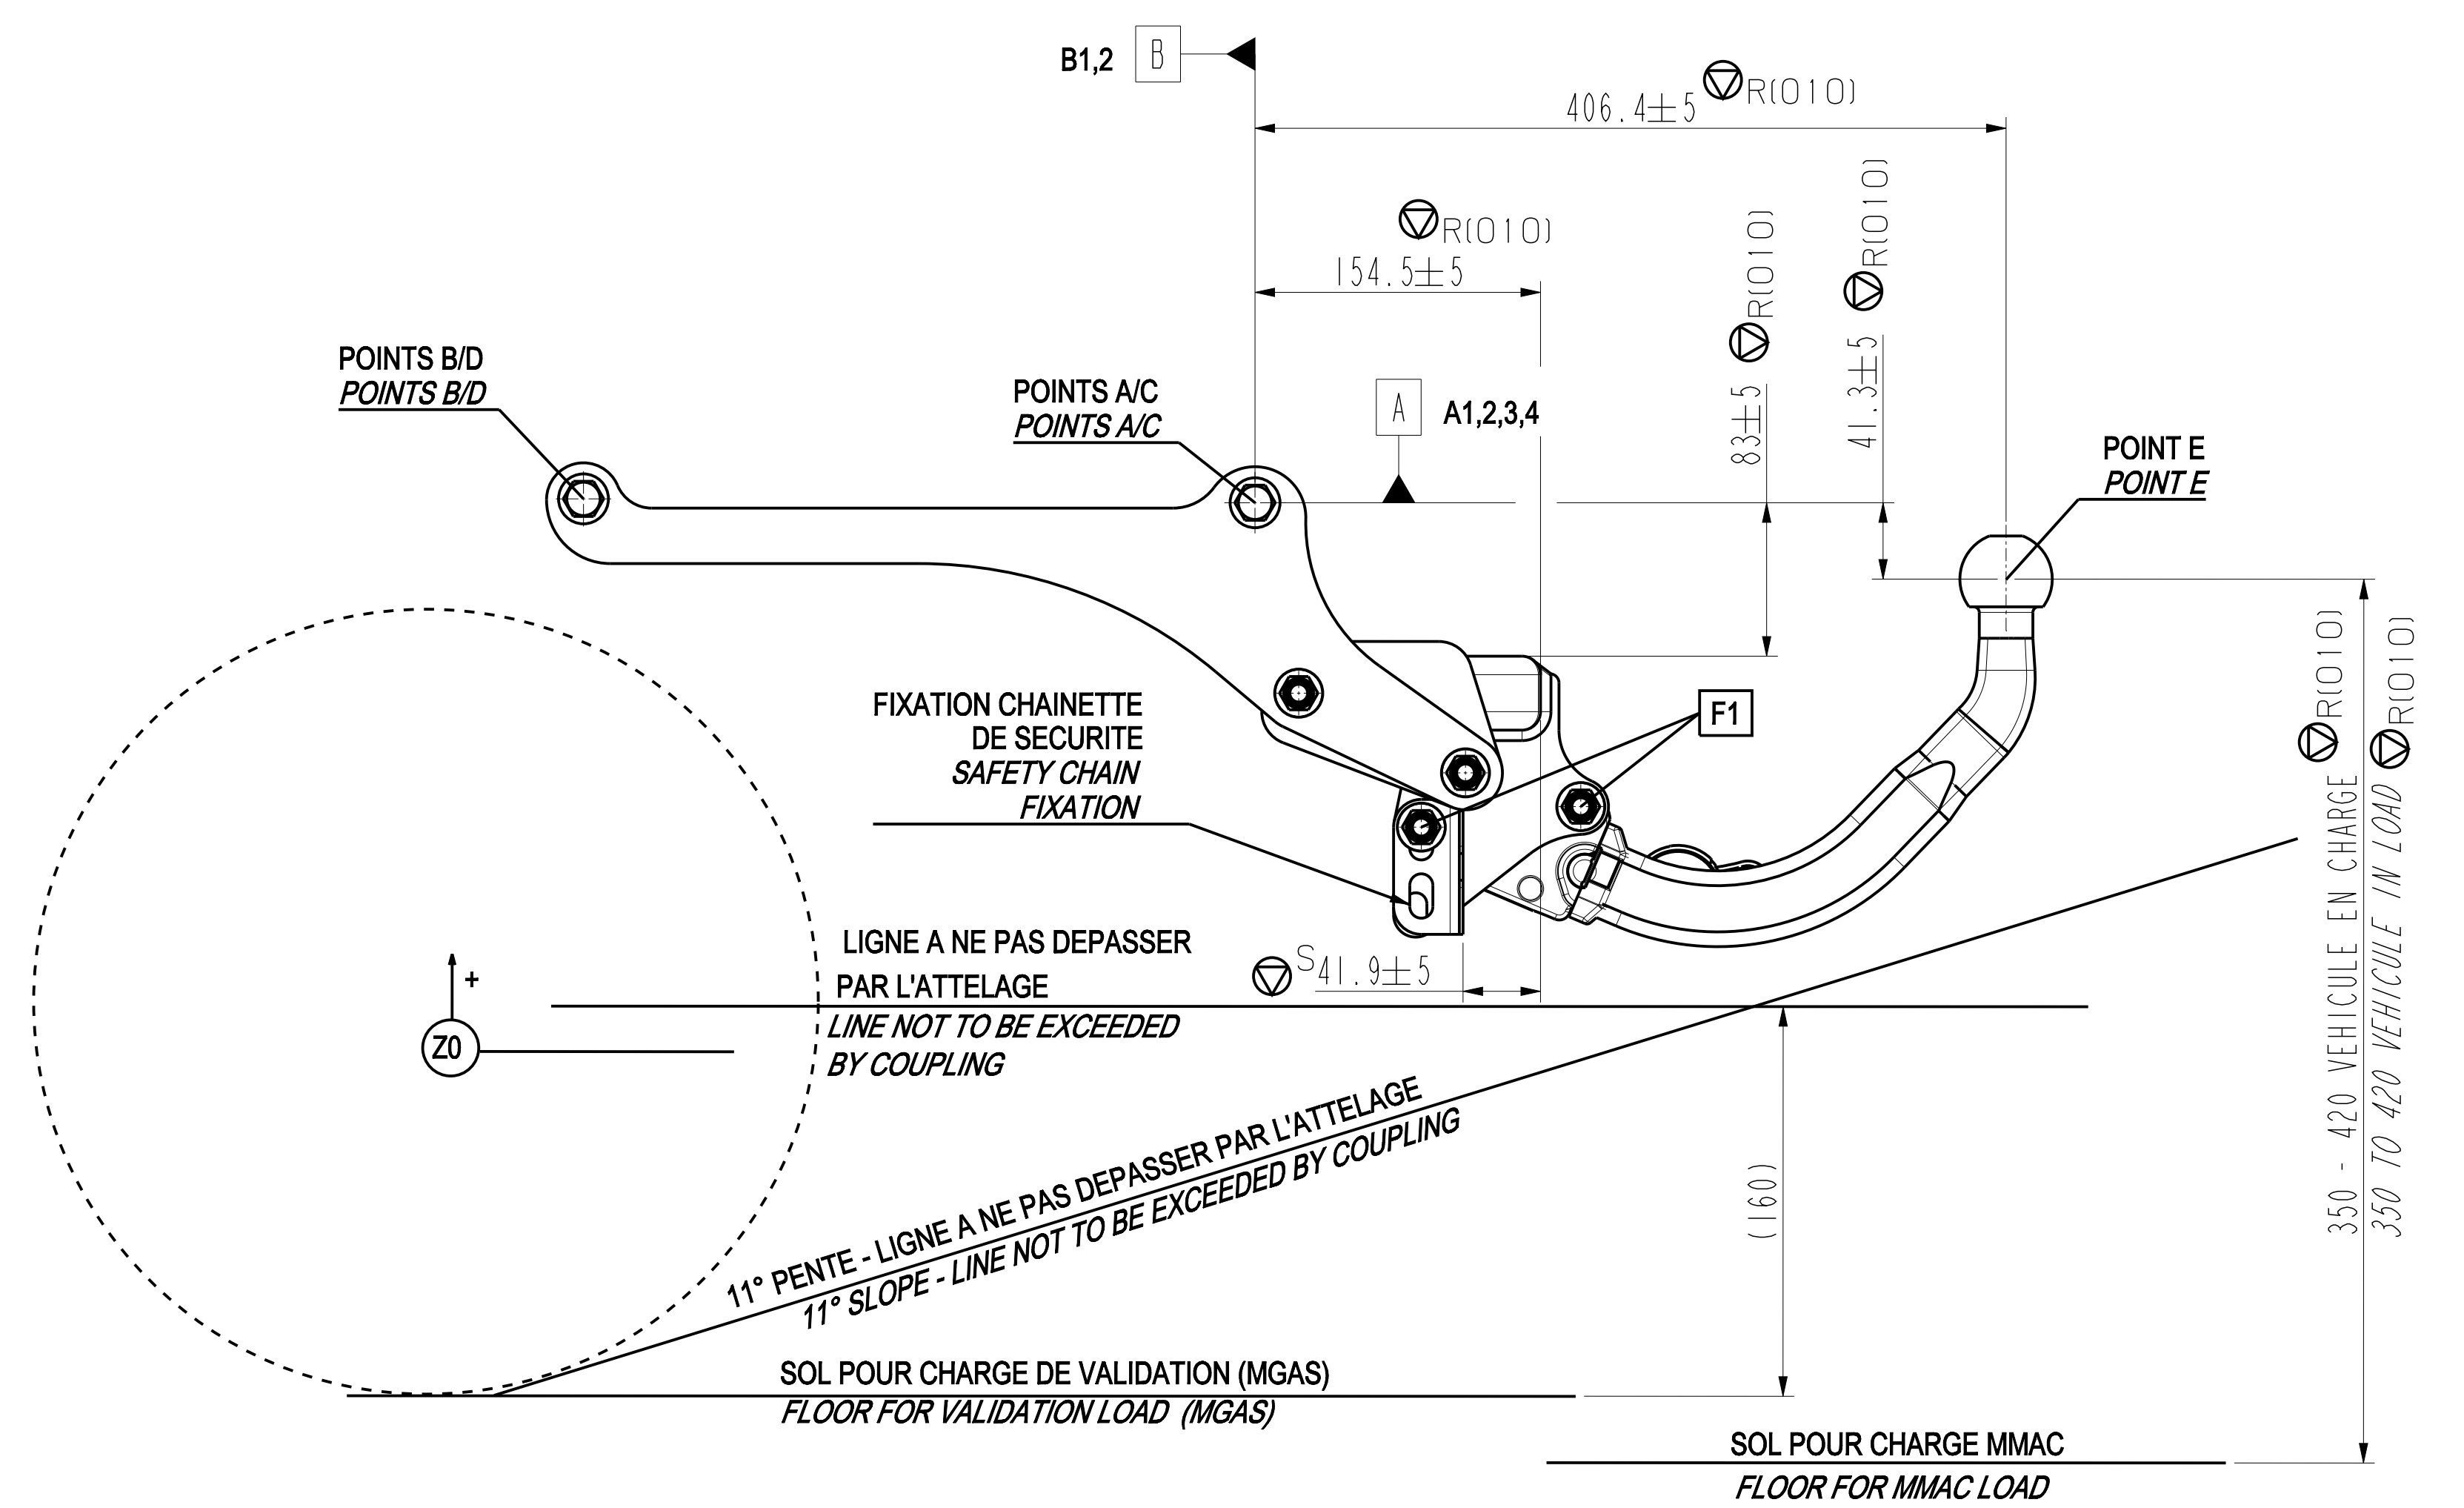 B1,2
B
406.4±5
R(010)
R(010)
154.5±5
R(010)
83±5
R(010)
41.3±5
POINTS B/D
POINTS B/D
POINTS A/C
POINTS A/C
A
A1,2,3,4
POINT E
POINT E
FIXATION CHAINETTE
DE SECURITE
SAFETY CHAIN
FIXATION
F1
S
41.9±5
LIGNE A NE PAS DEPASSER
PAR L'ATTELAGE
LINE NOT TO BE EXCEEDED
BY COUPLING
+
Z0
11° PENTE - LIGNE A NE PAS DEPASSER PAR L'ATTELAGE
11° SLOPE - LINE NOT TO BE EXCEEDED BY COUPLING
(160)
R(010)
350 - 420 VEHICULE EN CHARGE
R(010)
350 TO 420 VEHICULE IN LOAD
SOL POUR CHARGE DE VALIDATION (MGAS)
FLOOR FOR VALIDATION LOAD (MGAS)
SOL POUR CHARGE MMAC
FLOOR FOR MMAC LOAD